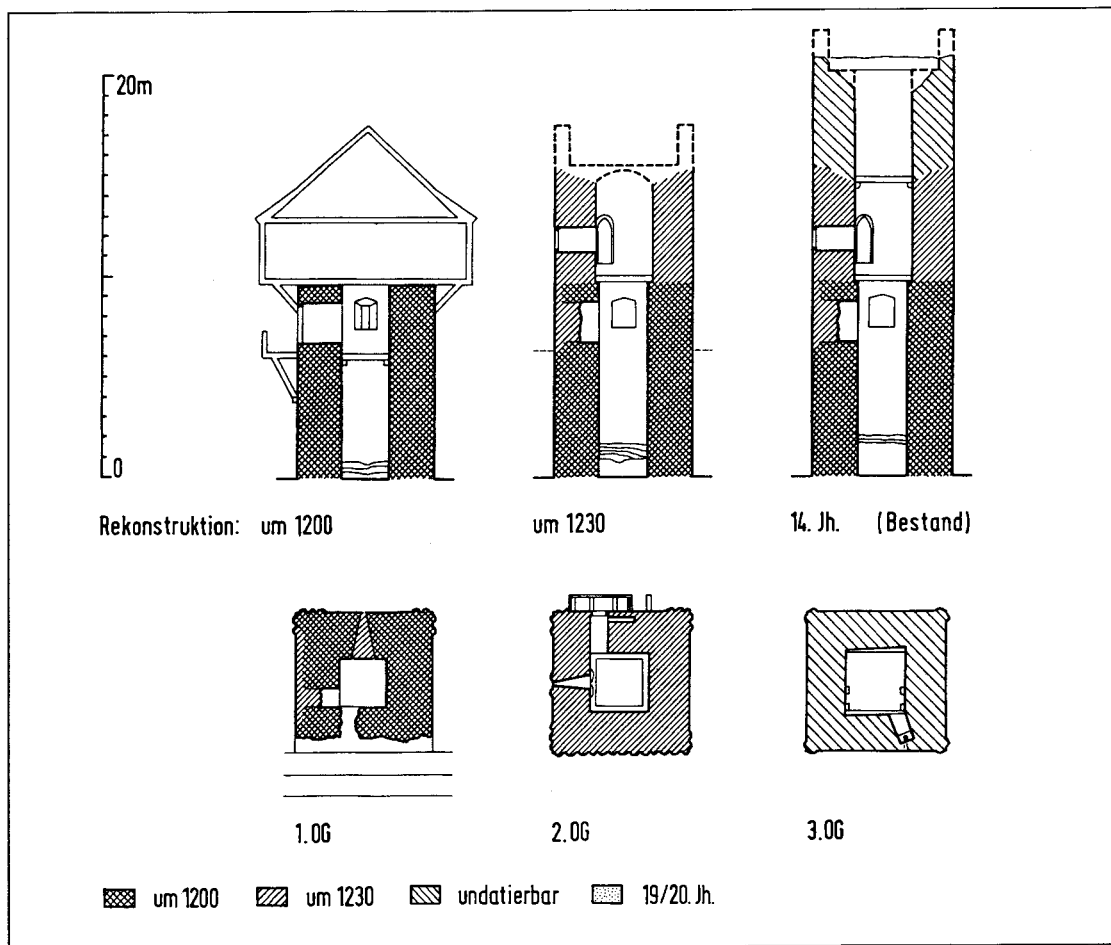 20m
0
Rekonstruktion: um 1200 um 1230 14. Jh. (Bestand)
1.OG 2.OG 3.OG
um 1200 um 1230 undatierbar 19/20. Jh.